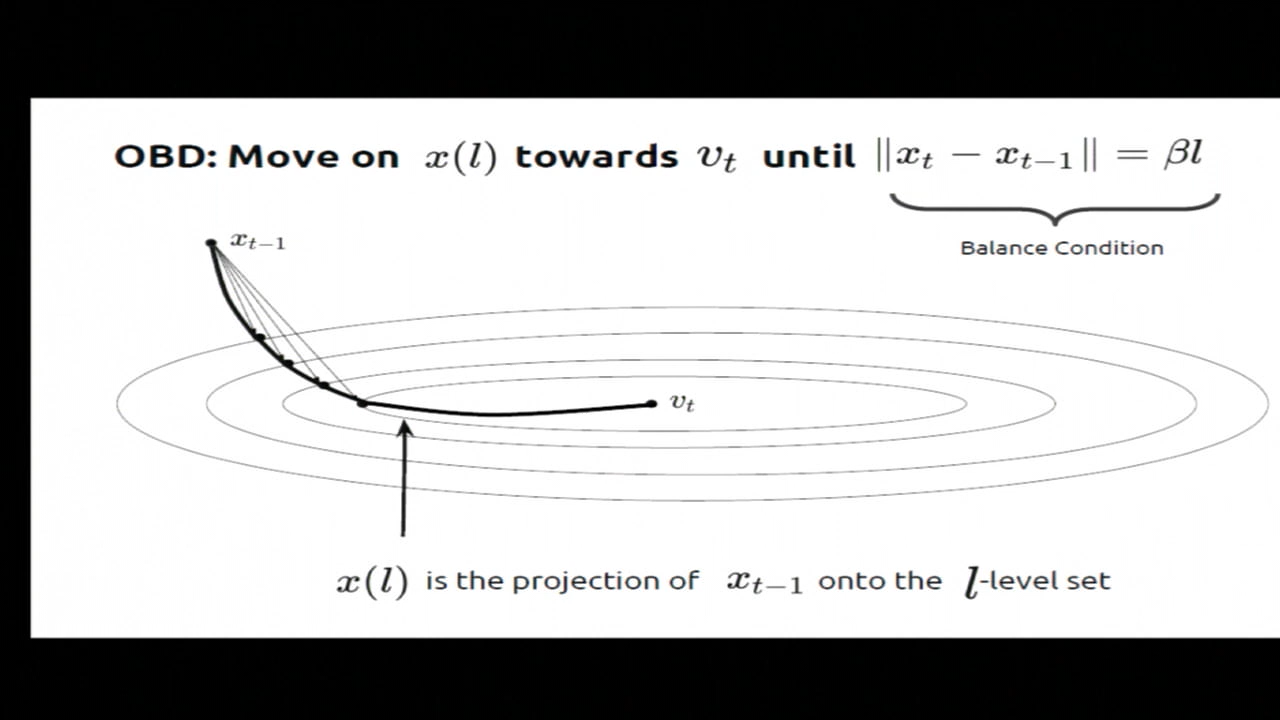 OBD: Move on x(l) towards v_t until ||x_t − x_{t−1}|| = βl
Balance Condition
x_{t−1}
v_t
x(l) is the projection of x_{t−1} onto the l-level set